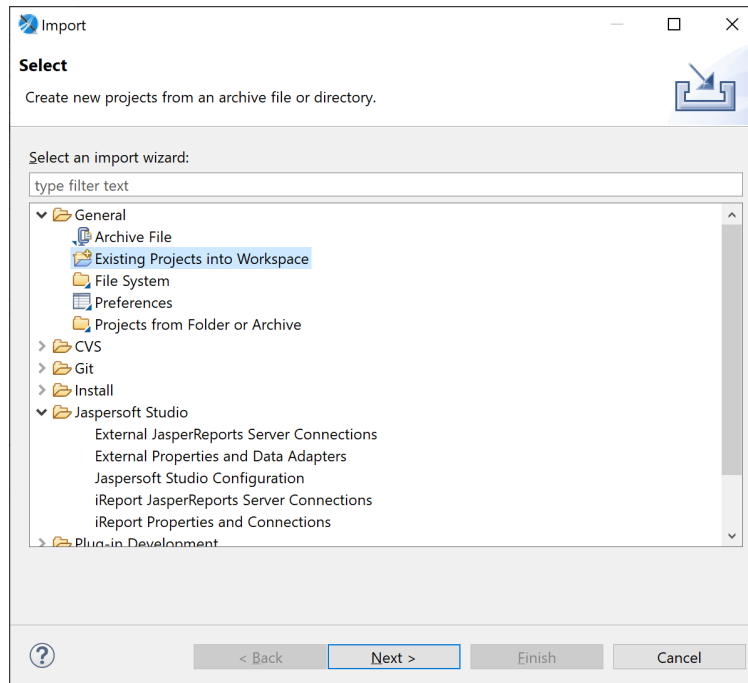 Import
Select
Create new projects from an archive file or directory.
Select an import wizard:
type filter text
General
Archive File
Existing Projects into Workspace
File System
Preferences
Projects from Folder or Archive
CVS
Git
Install
Jaspersoft Studio
External JasperReports Server Connections
External Properties and Data Adapters
Jaspersoft Studio Configuration
iReport JasperReports Server Connections
iReport Properties and Connections
Plug-in Development
? < Back Next > Finish Cancel